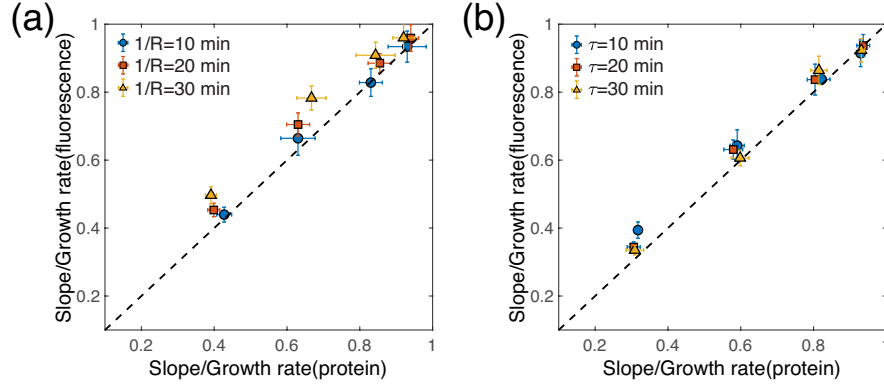 (a)
1/R=10 min
1/R=20 min
1/R=30 min
Slope/Growth rate(fluorescence)
1
0.8
0.6
0.4
0.2
0.2
0.4
0.6
0.8
1
Slope/Growth rate(protein)
(b)
τ=10 min
τ=20 min
τ=30 min
Slope/Growth rate(fluorescence)
1
0.8
0.6
0.4
0.2
0.2
0.4
0.6
0.8
1
Slope/Growth rate(protein)